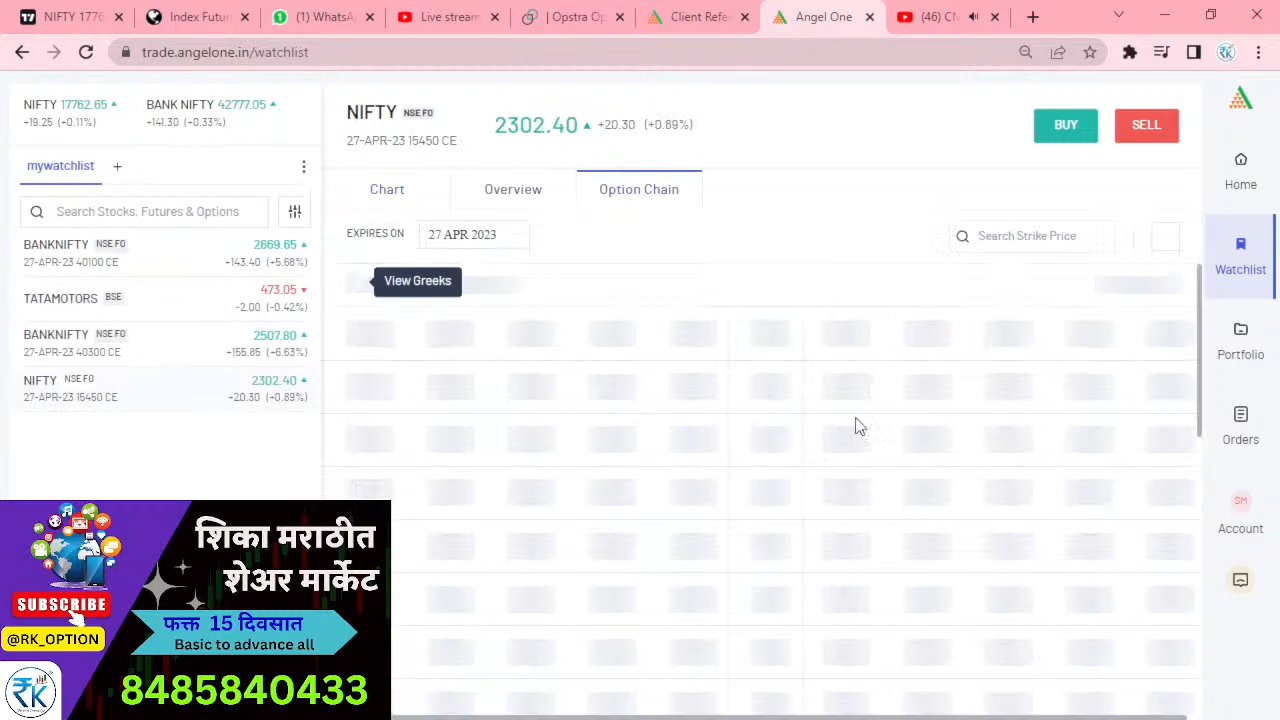 NIFTY 1776
Index Futur
(1) WhatsA
Live stream
| Opstra Op
Client Refe
Angel One
(46) CN
trade.angelone.in/watchlist
NIFTY 17762.65
+19.25 (+0.11%)
BANK NIFTY 42777.05
+141.30 (+0.33%)
mywatchlist +
Search Stocks, Futures & Options
BANKNIFTY NSE FO 2669.65
27-APR-23 40100 CE +143.40 (+5.68%)
TATAMOTORS BSE 473.05
-2.00 (-0.42%)
BANKNIFTY NSE FO 2507.80
27-APR-23 40300 CE +155.85 (+6.63%)
NIFTY NSE FO 2302.40
27-APR-23 15450 CE +20.30 (+0.89%)
NIFTY NSE FO
27-APR-23 15450 CE
2302.40 +20.30 (+0.89%)
BUY
SELL
Chart
Overview
Option Chain
EXPIRES ON 27 APR 2023
Search Strike Price
View Greeks
Home
Watchlist
Portfolio
Orders
SM
Account
शिका मराठीत
शेअर मार्केट
SUBSCRIBE
@RK_OPTION
फक्त 15 दिवसात
Basic to advance all
8485840433